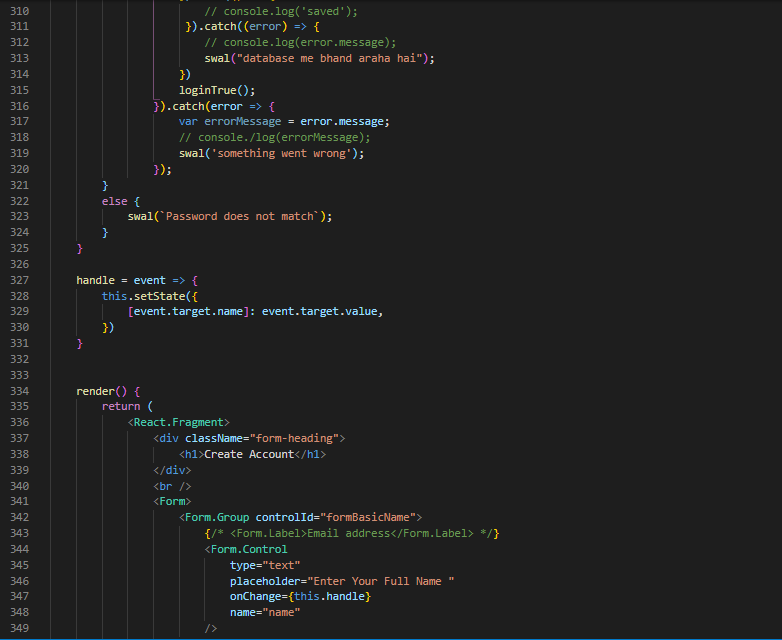 310 // console.log('saved');
311 }).catch((error) => {
312 // console.log(error.message);
313 swal("database me bhand araha hai");
314 })
315 loginTrue();
316 }).catch(error => {
317 var errorMessage = error.message;
318 // console./log(errorMessage);
319 swal('something went wrong');
320 });
321 }
322 else {
323 swal(`Password does not match`);
324 }
325 }
326
327 handle = event => {
328 this.setState({
329 [event.target.name]: event.target.value,
330 })
331 }
332
333
334 render() {
335 return (
336 <React.Fragment>
337 <div className="form-heading">
338 <h1>Create Account</h1>
339 </div>
340 <br />
341 <Form>
342 <Form.Group controlId="formBasicName">
343 {/* <Form.Label>Email address</Form.Label> */}
344 <Form.Control
345 type="text"
346 placeholder="Enter Your Full Name "
347 onChange={this.handle}
348 name="name"
349 />